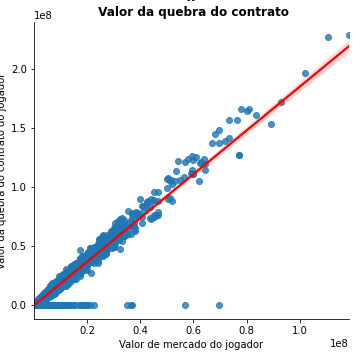 Valor da quebra do contrato
1e8
2.0
1.5
1.0
0.5
0.0
Valor da quebra do contrato do jogador
0.2
0.4
0.6
0.8
1.0
1e8
Valor de mercado do jogador